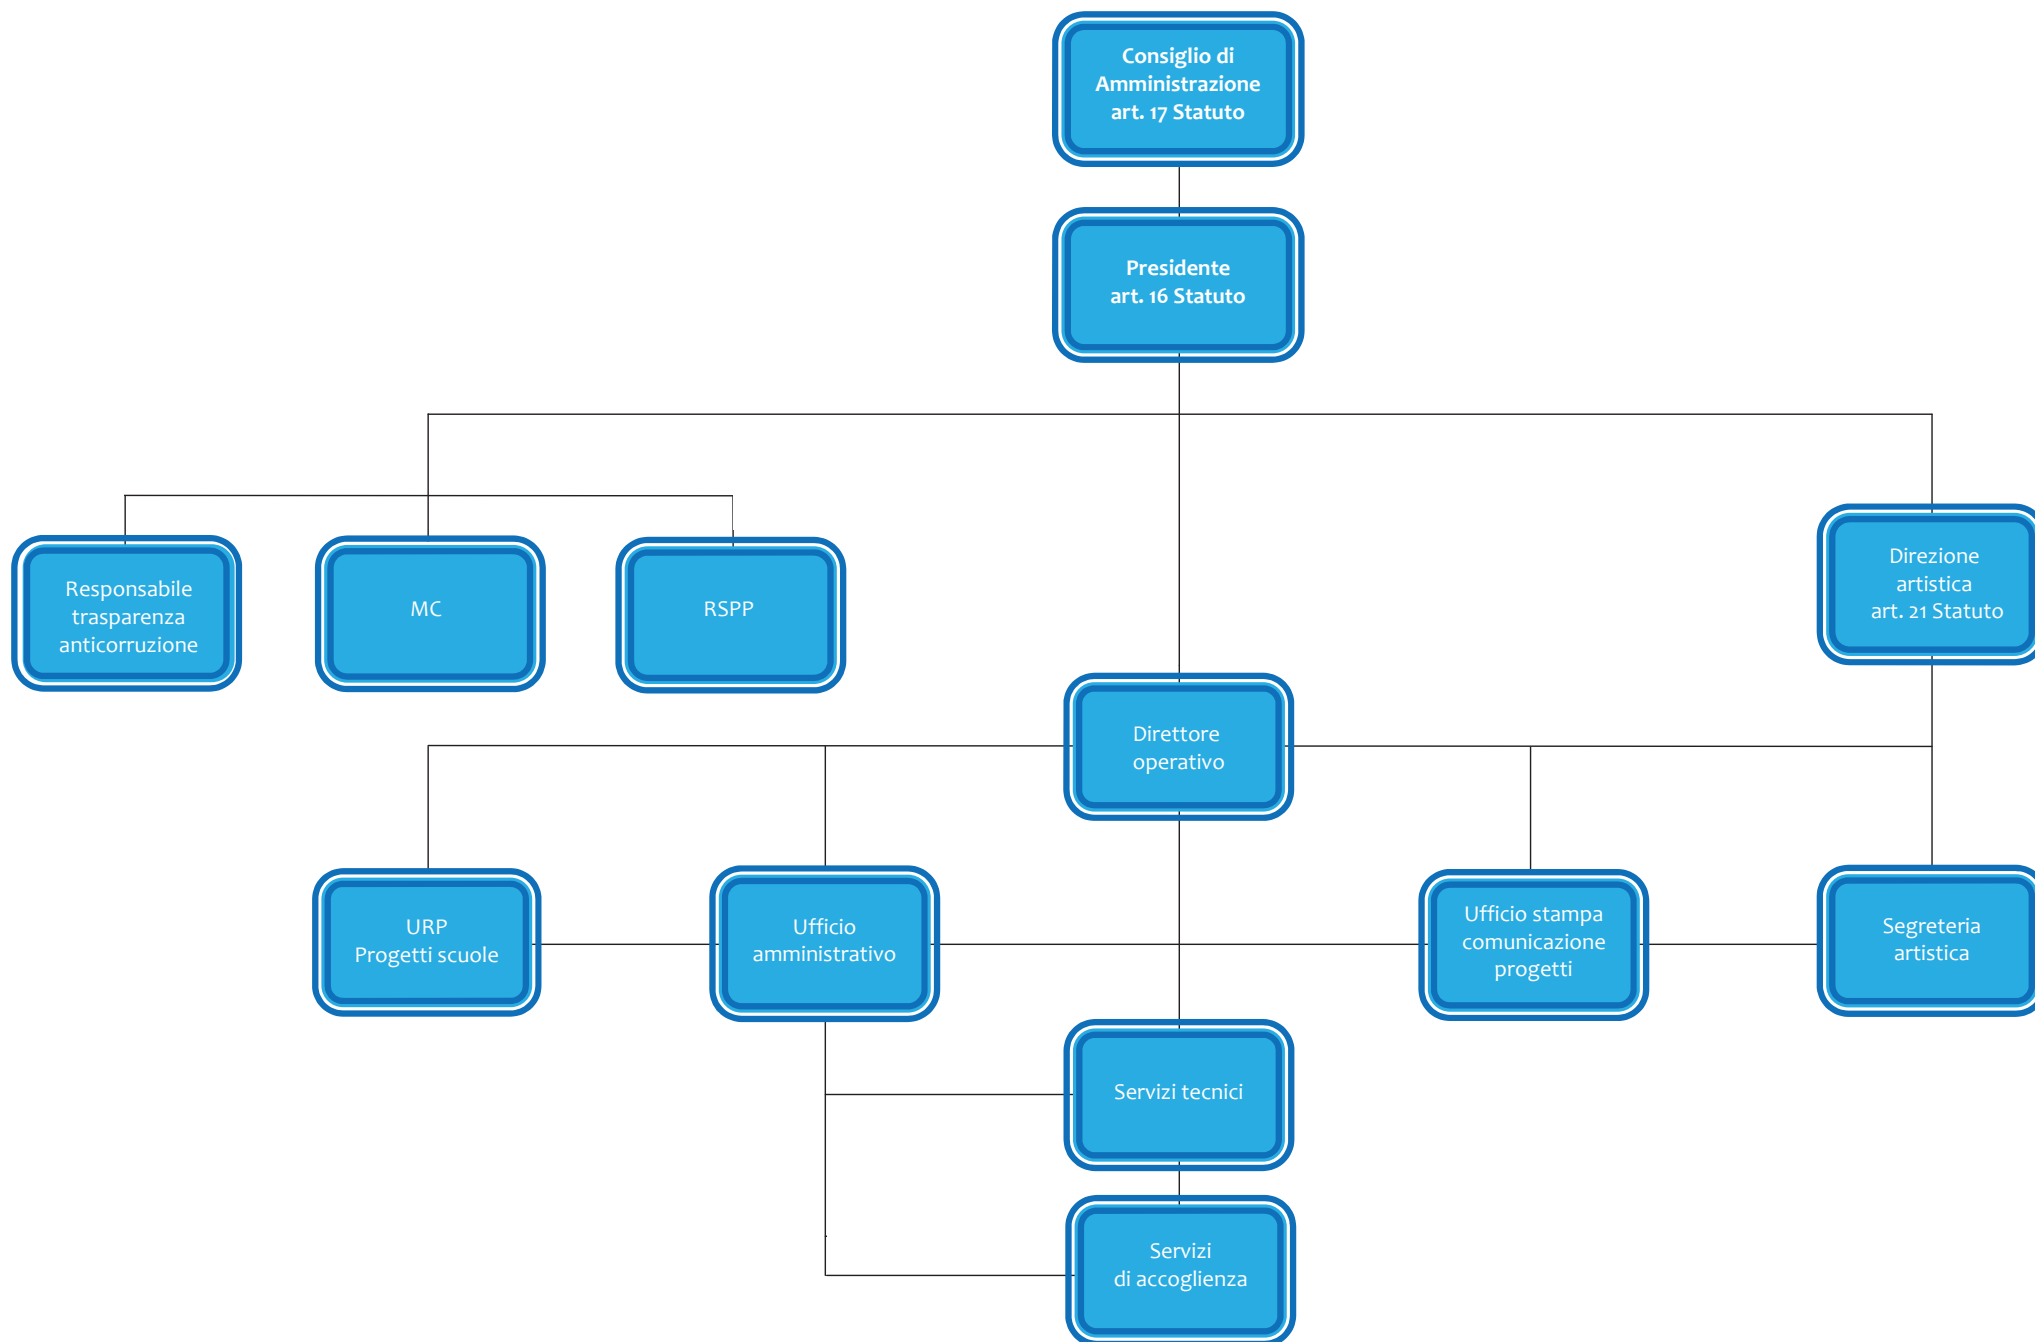 Consiglio di
Amministrazione
art. 17 Statuto
Presidente
art. 16 Statuto
Responsabile
trasparenza
anticorruzione
MC
RSPP
Direzione
artistica
art. 21 Statuto
Direttore
operativo
URP
Progetti scuole
Ufficio
amministrativo
Ufficio stampa
comunicazione
progetti
Segreteria
artistica
Servizi tecnici
Servizi
di accoglienza